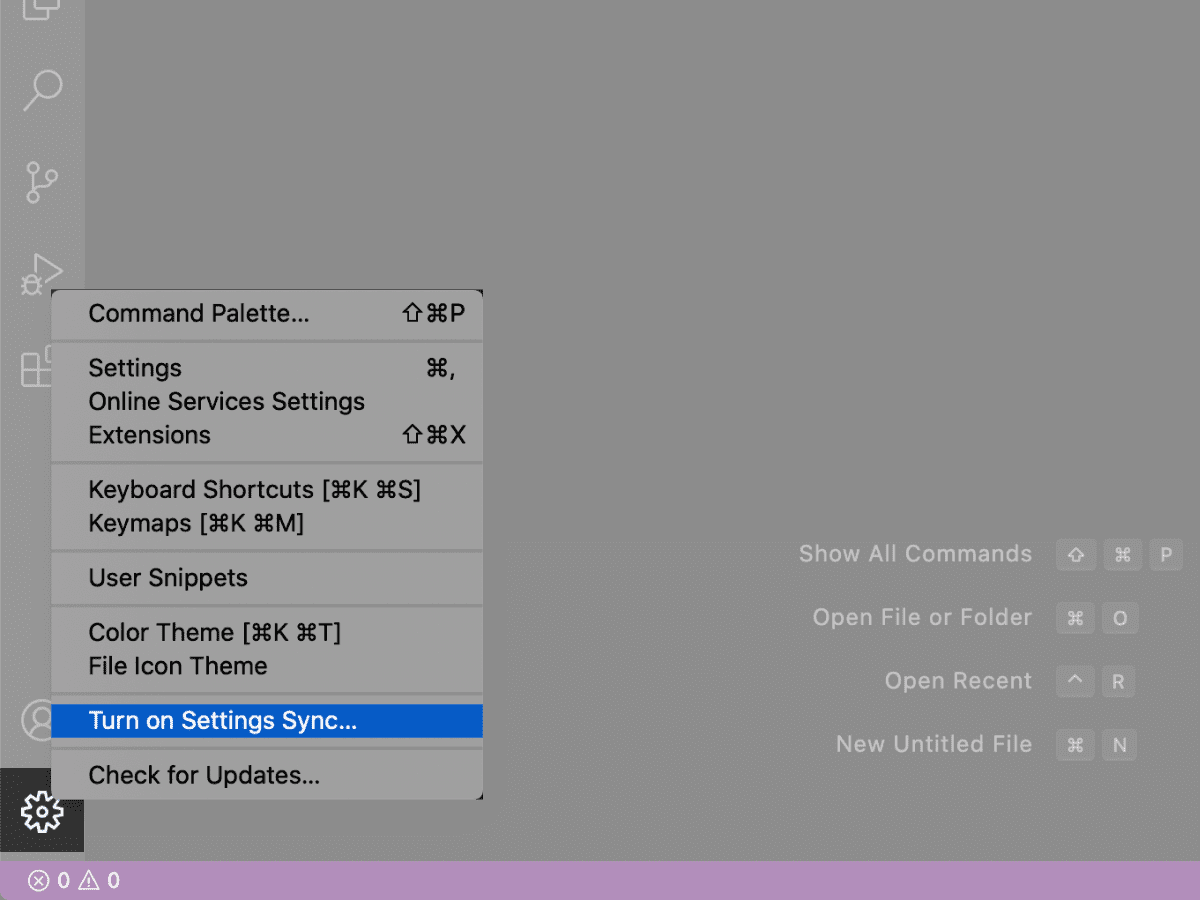 Command Palette... ⇧⌘P
Settings ⌘,
Online Services Settings
Extensions ⇧⌘X
Keyboard Shortcuts [⌘K ⌘S]
Keymaps [⌘K ⌘M]
User Snippets
Color Theme [⌘K ⌘T]
File Icon Theme
Turn on Settings Sync...
Check for Updates...
Show All Commands ⇧ ⌘ P
Open File or Folder ⌘ O
Open Recent ^ R
New Untitled File ⌘ N
0 0